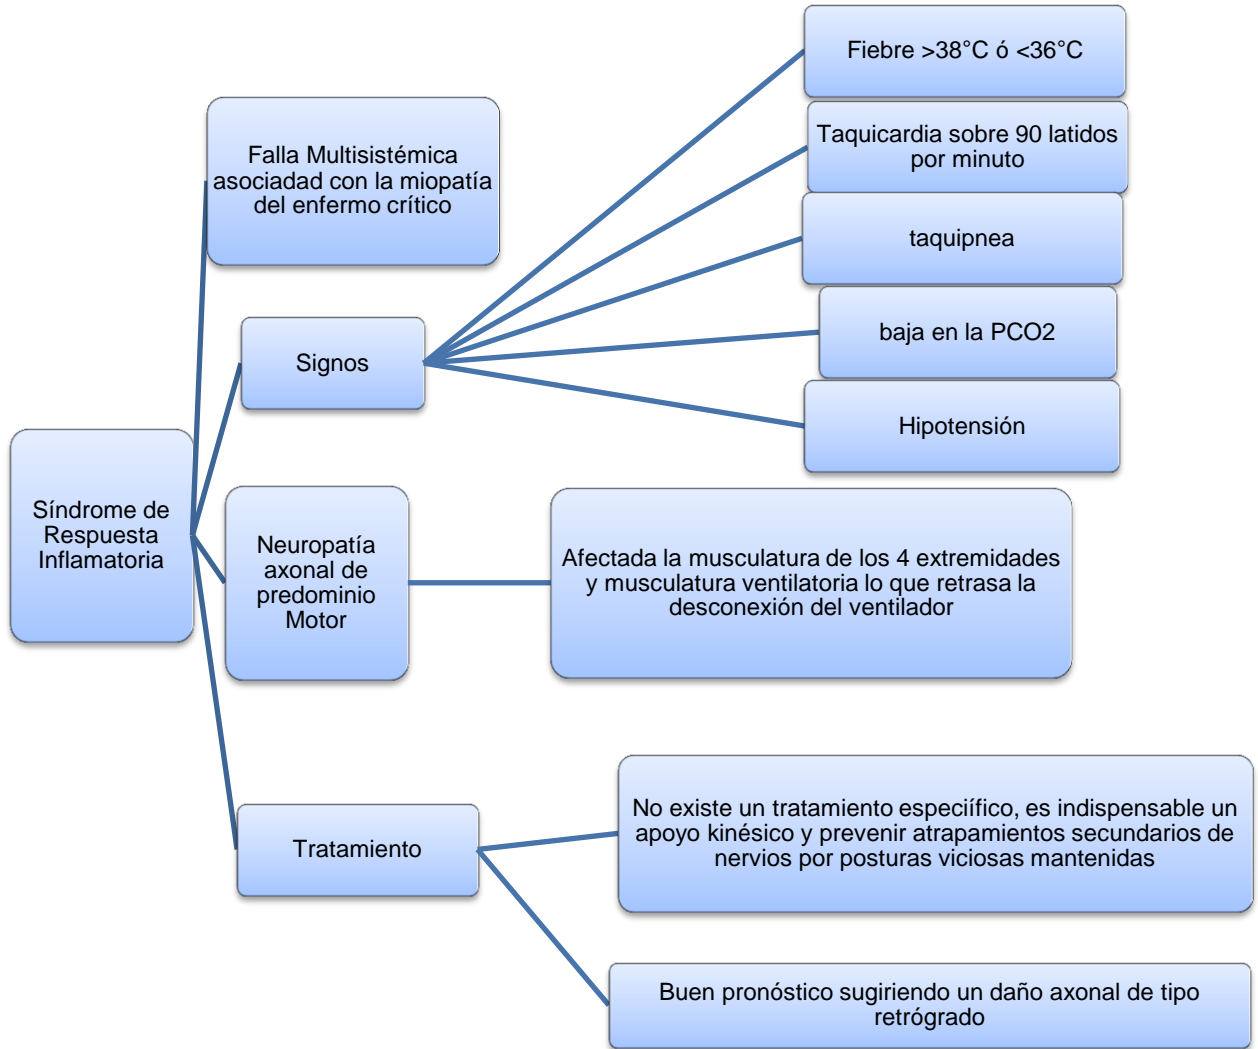 Síndrome de
Respuesta
Inflamatoria
Falla Multisistémica
asociadad con la miopatía
del enfermo crítico
Signos
Fiebre >38°C ó <36°C
Taquicardia sobre 90 latidos
por minuto
taquipnea
baja en la PCO2
Hipotensión
Neuropatía
axonal de
predominio
Motor
Afectada la musculatura de los 4 extremidades
y musculatura ventilatoria lo que retrasa la
desconexión del ventilador
Tratamiento
No existe un tratamiento especiífico, es indispensable un
apoyo kinésico y prevenir atrapamientos secundarios de
nervios por posturas viciosas mantenidas
Buen pronóstico sugiriendo un daño axonal de tipo
retrógrado